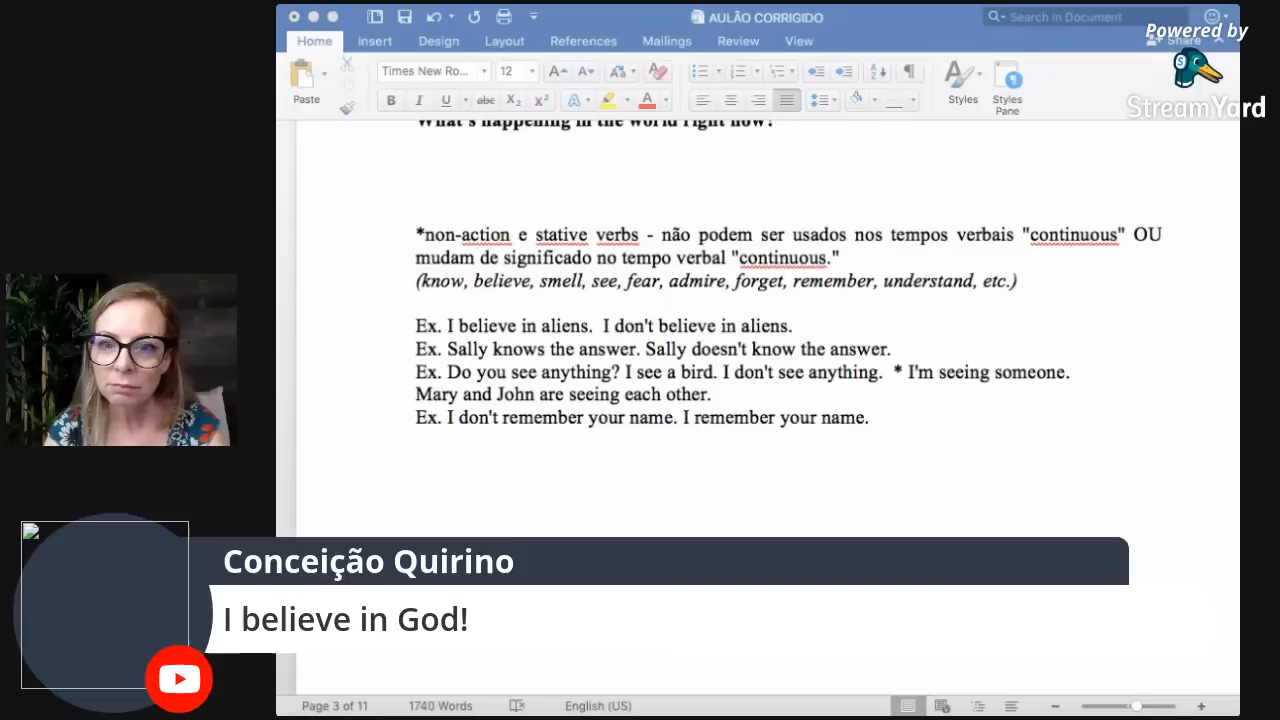 AULÃO CORRIGIDO
Search in Document
Powered by
StreamYard
Home Insert Design Layout References Mailings Review View Share
Times New Ro... 12
Paste
B I U abc X₂ X²
Styles
Styles Pane
What's happening in the world right now?
*non-action e stative verbs - não podem ser usados nos tempos verbais "continuous" OU
mudam de significado no tempo verbal "continuous."
(know, believe, smell, see, fear, admire, forget, remember, understand, etc.)
Ex. I believe in aliens.  I don't believe in aliens.
Ex. Sally knows the answer. Sally doesn't know the answer.
Ex. Do you see anything? I see a bird. I don't see anything.  * I'm seeing someone.
Mary and John are seeing each other.
Ex. I don't remember your name. I remember your name.
Conceição Quirino
I believe in God!
Page 3 of 11 1740 Words English (US)